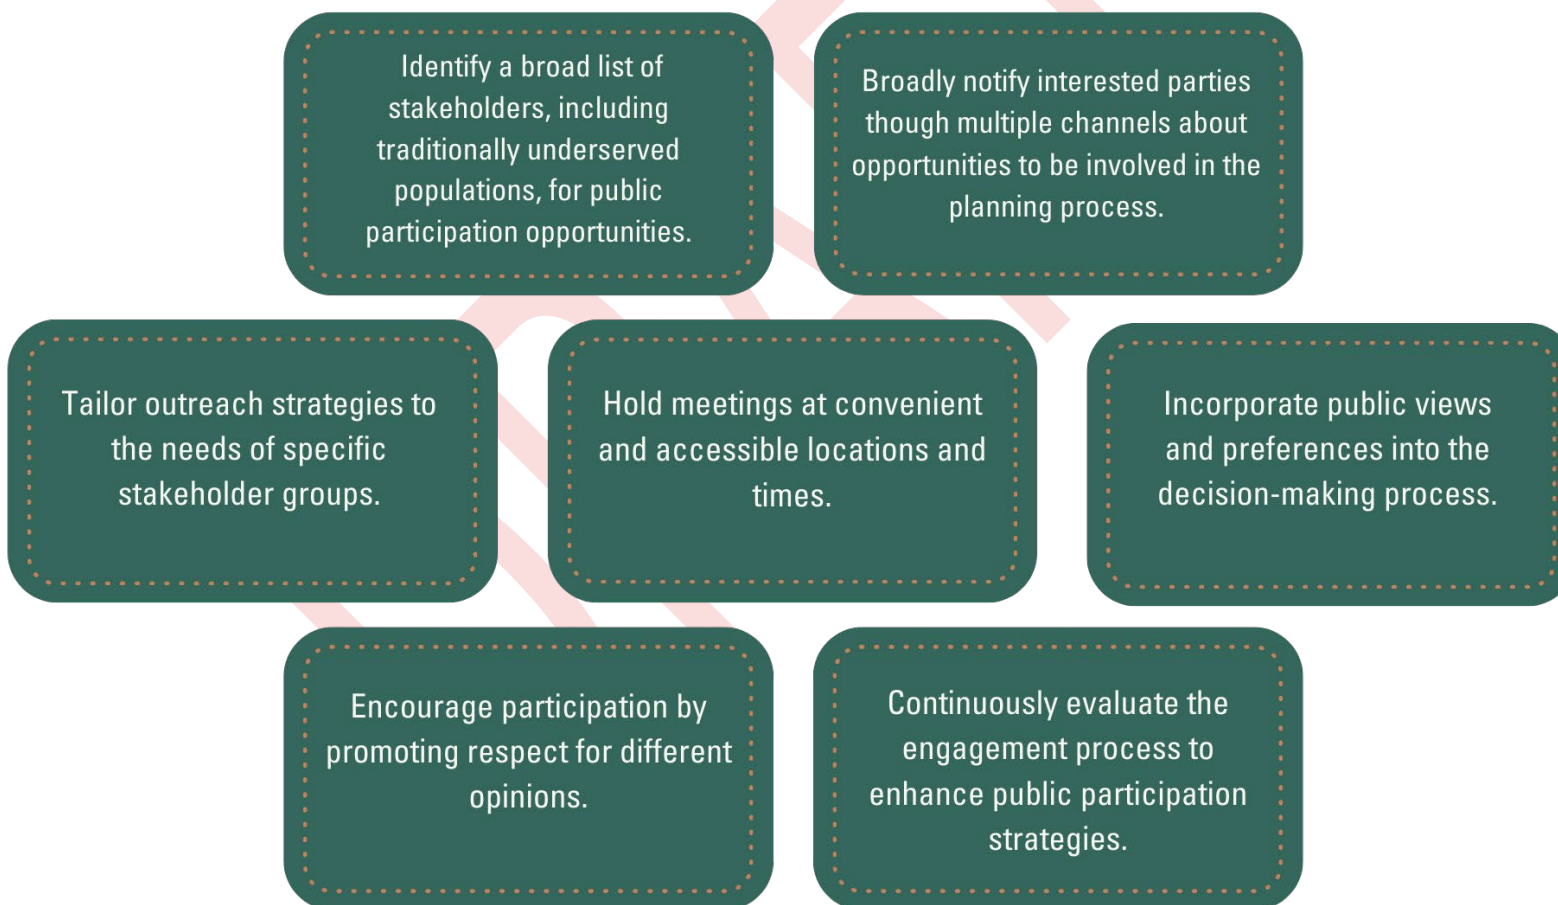 Identify a broad list of
stakeholders, including
traditionally underserved
populations, for public
participation opportunities.
Broadly notify interested parties
though multiple channels about
opportunities to be involved in the
planning process.
Tailor outreach strategies to
the needs of specific
stakeholder groups.
Hold meetings at convenient
and accessible locations and
times.
Incorporate public views
and preferences into the
decision-making process.
Encourage participation by
promoting respect for different
opinions.
Continuously evaluate the
engagement process to
enhance public participation
strategies.